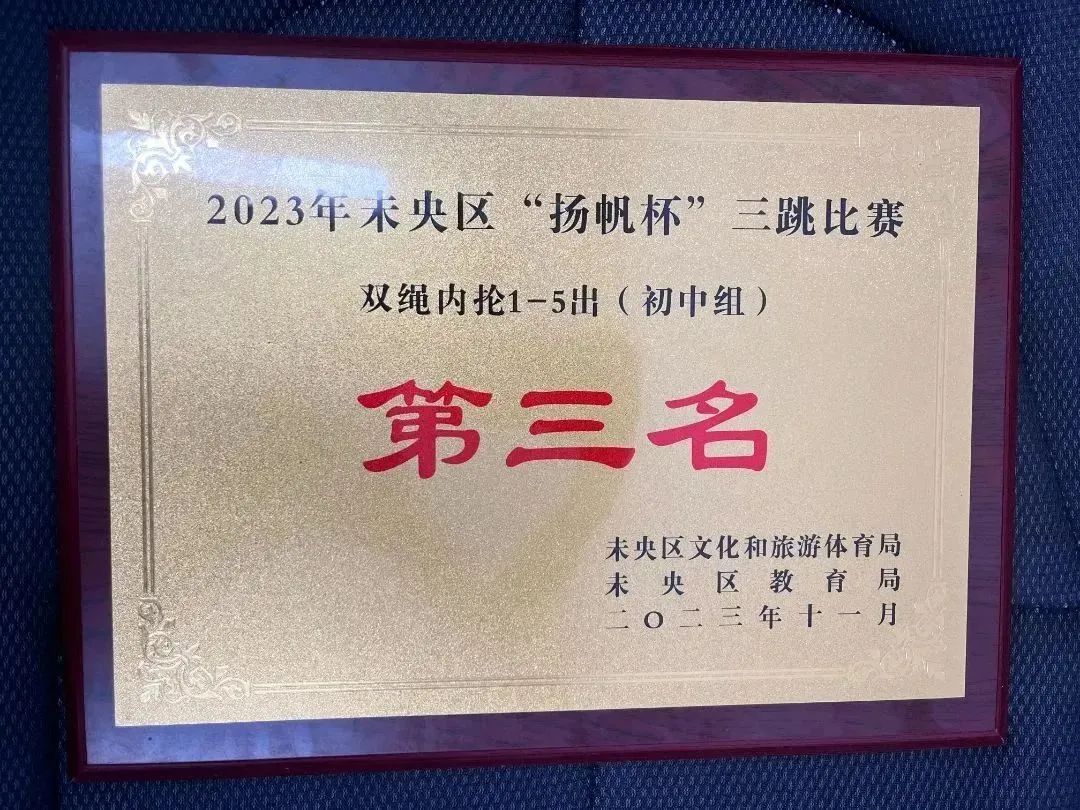 2023年未央区“扬帆杯”三跳比赛
双绳内抡1-5出（初中组）
第三名
未央区文化和旅游体育局
未央区教育局
二〇二三年十一月